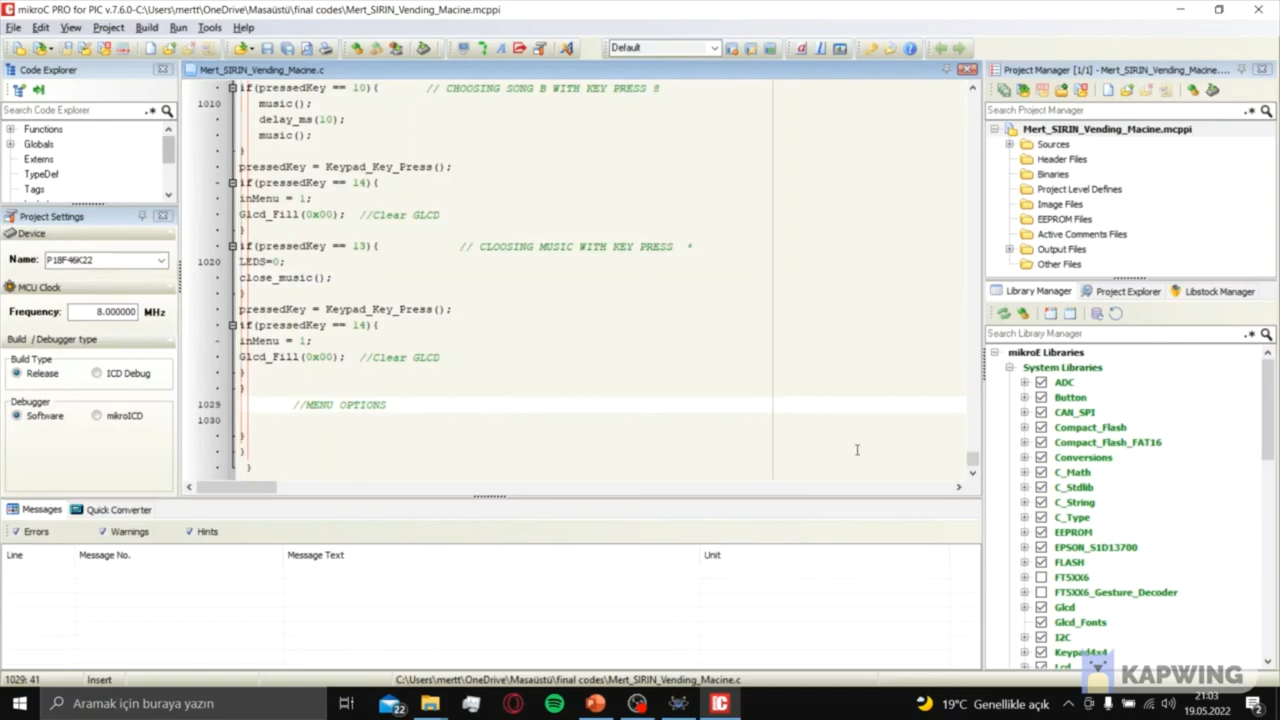 mikroC PRO for PIC v.7.6.0-C:\Users\mertt\OneDrive\Masaüstü\final codes\Mert_SIRIN_Vending_Macine.mcppi
File Edit View Project Build Run Tools Help
Default
Code Explorer
Search Code Explorer
Functions
Globals
Externs
TypeDef
Tags
Project Settings
Device
Name: P18F46K22
MCU Clock
Frequency: 8.000000 MHz
Build / Debugger type
Build Type
Release ICD Debug
Debugger
Software mikroICD
Mert_SIRIN_Vending_Macine.c
if(pressedKey == 10){ // CHOOSING SONG B WITH KEY PRESS 8
1010 music();
delay_ms(10);
music();
}
pressedKey = Keypad_Key_Press();
if(pressedKey == 14){
inMenu = 1;
Glcd_Fill(0x00); //Clear GLCD
}
if(pressedKey == 13){ // CLOOSING MUSIC WITH KEY PRESS *
1020 LEDS=0;
close_music();
}
pressedKey = Keypad_Key_Press();
if(pressedKey == 14){
inMenu = 1;
Glcd_Fill(0x00); //Clear GLCD
}
}
1029 //MENU OPTIONS
1030
}
}
}
Project Manager [1/1] - Mert_SIRIN_Vending_Macine....
Search Project Manager
Mert_SIRIN_Vending_Macine.mcppi
Sources
Header Files
Binaries
Project Level Defines
Image Files
EEPROM Files
Active Comments Files
Output Files
Other Files
Library Manager Project Explorer Libstock Manager
Search Library Manager
mikroE Libraries
System Libraries
ADC
Button
CAN_SPI
Compact_Flash
Compact_Flash_FAT16
Conversions
C_Math
C_Stdlib
C_String
C_Type
EEPROM
EPSON_S1D13700
FLASH
FT5XX6
FT5XX6_Gesture_Decoder
Glcd
Glcd_Fonts
I2C
Keypad4x4
Lcd
Messages Quick Converter
Errors Warnings Hints
Line Message No. Message Text Unit
1029: 41 Insert C:\Users\mertt\OneDrive\Masaüstü\final codes\Mert_SIRIN_Vending_Macine.c
KAPWING
Aramak için buraya yazın
22
19°C Genellikle açık
21:03
19.05.2022
2